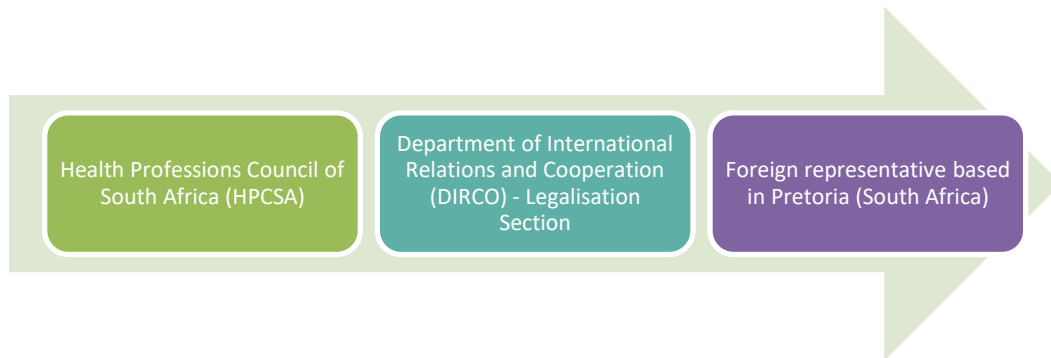 Health Professions Council of
South Africa (HPCSA)
Department of International
Relations and Cooperation
(DIRCO) - Legalisation
Section
Foreign representative based
in Pretoria (South Africa)